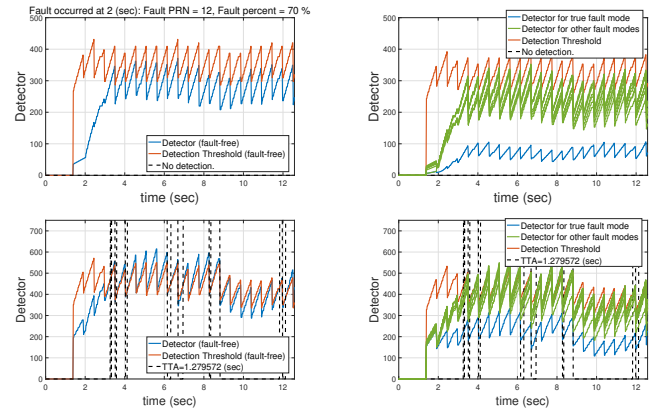 Fault occurred at 2 (sec): Fault PRN = 12, Fault percent = 70 %
Detector
500
400
300
200
100
0
0 2 4 6 8 10 12
time (sec)
Detector (fault-free)
Detection Threshold (fault-free)
No detection.
Detector
500
400
300
200
100
0
0 2 4 6 8 10 12
time (sec)
Detector for true fault mode
Detector for other fault modes
Detection Threshold
No detection.
Detector
700
600
500
400
300
200
100
0
0 2 4 6 8 10 12
time (sec)
Detector (fault-free)
Detection Threshold (fault-free)
TTA=1.279572 (sec)
Detector
700
600
500
400
300
200
100
0
0 2 4 6 8 10 12
time (sec)
Detector for true fault mode
Detector for other fault modes
Detection Threshold
TTA=1.279572 (sec)